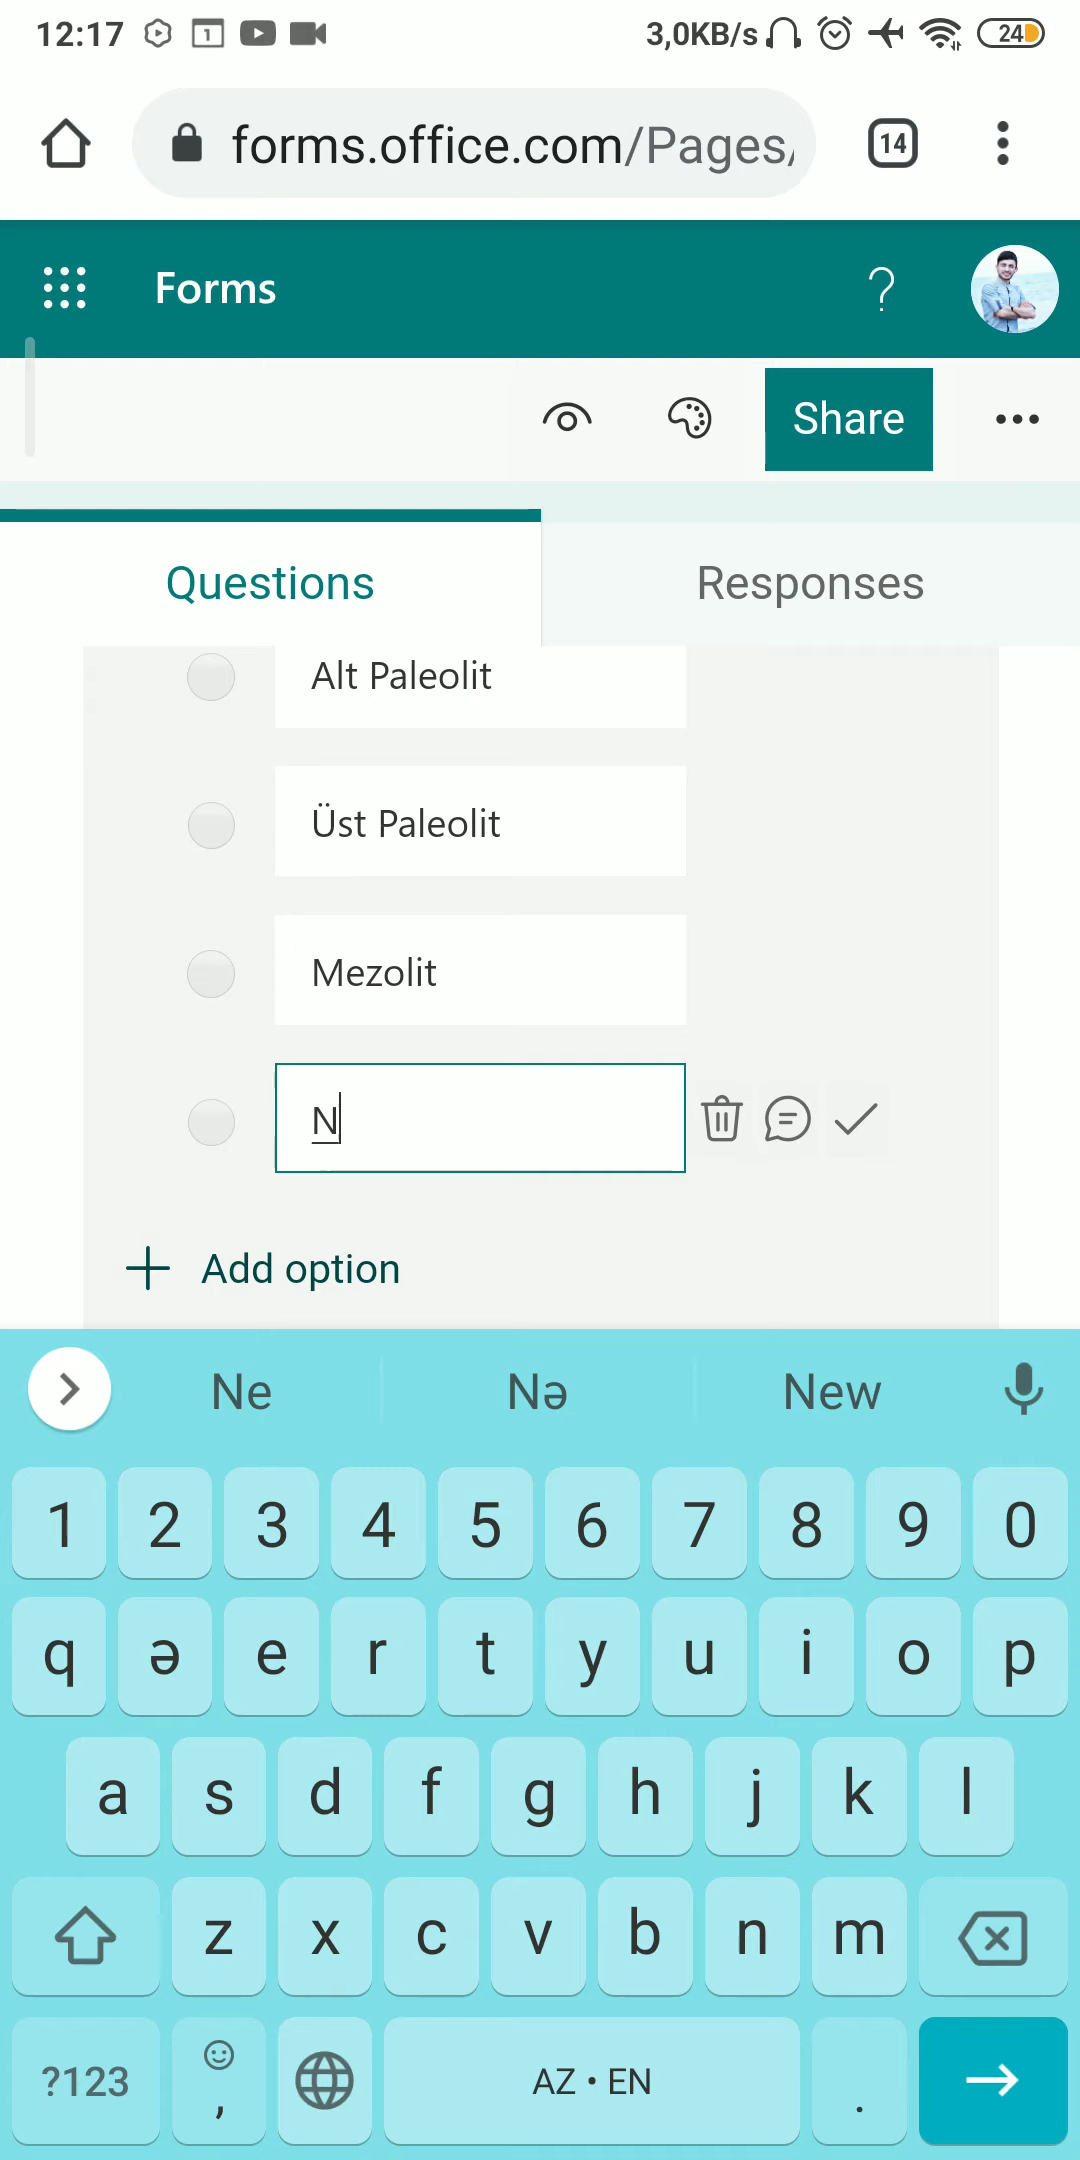 12:17 1 3,0KB/s 24
forms.office.com/Pages/ 14
Forms ?
Share
Questions Responses
Alt Paleolit
Üst Paleolit
Mezolit
N
Add option
Ne Nə New
1 2 3 4 5 6 7 8 9 0
q ə e r t y u i o p
a s d f g h j k l
z x c v b n m
?123 , AZ • EN .